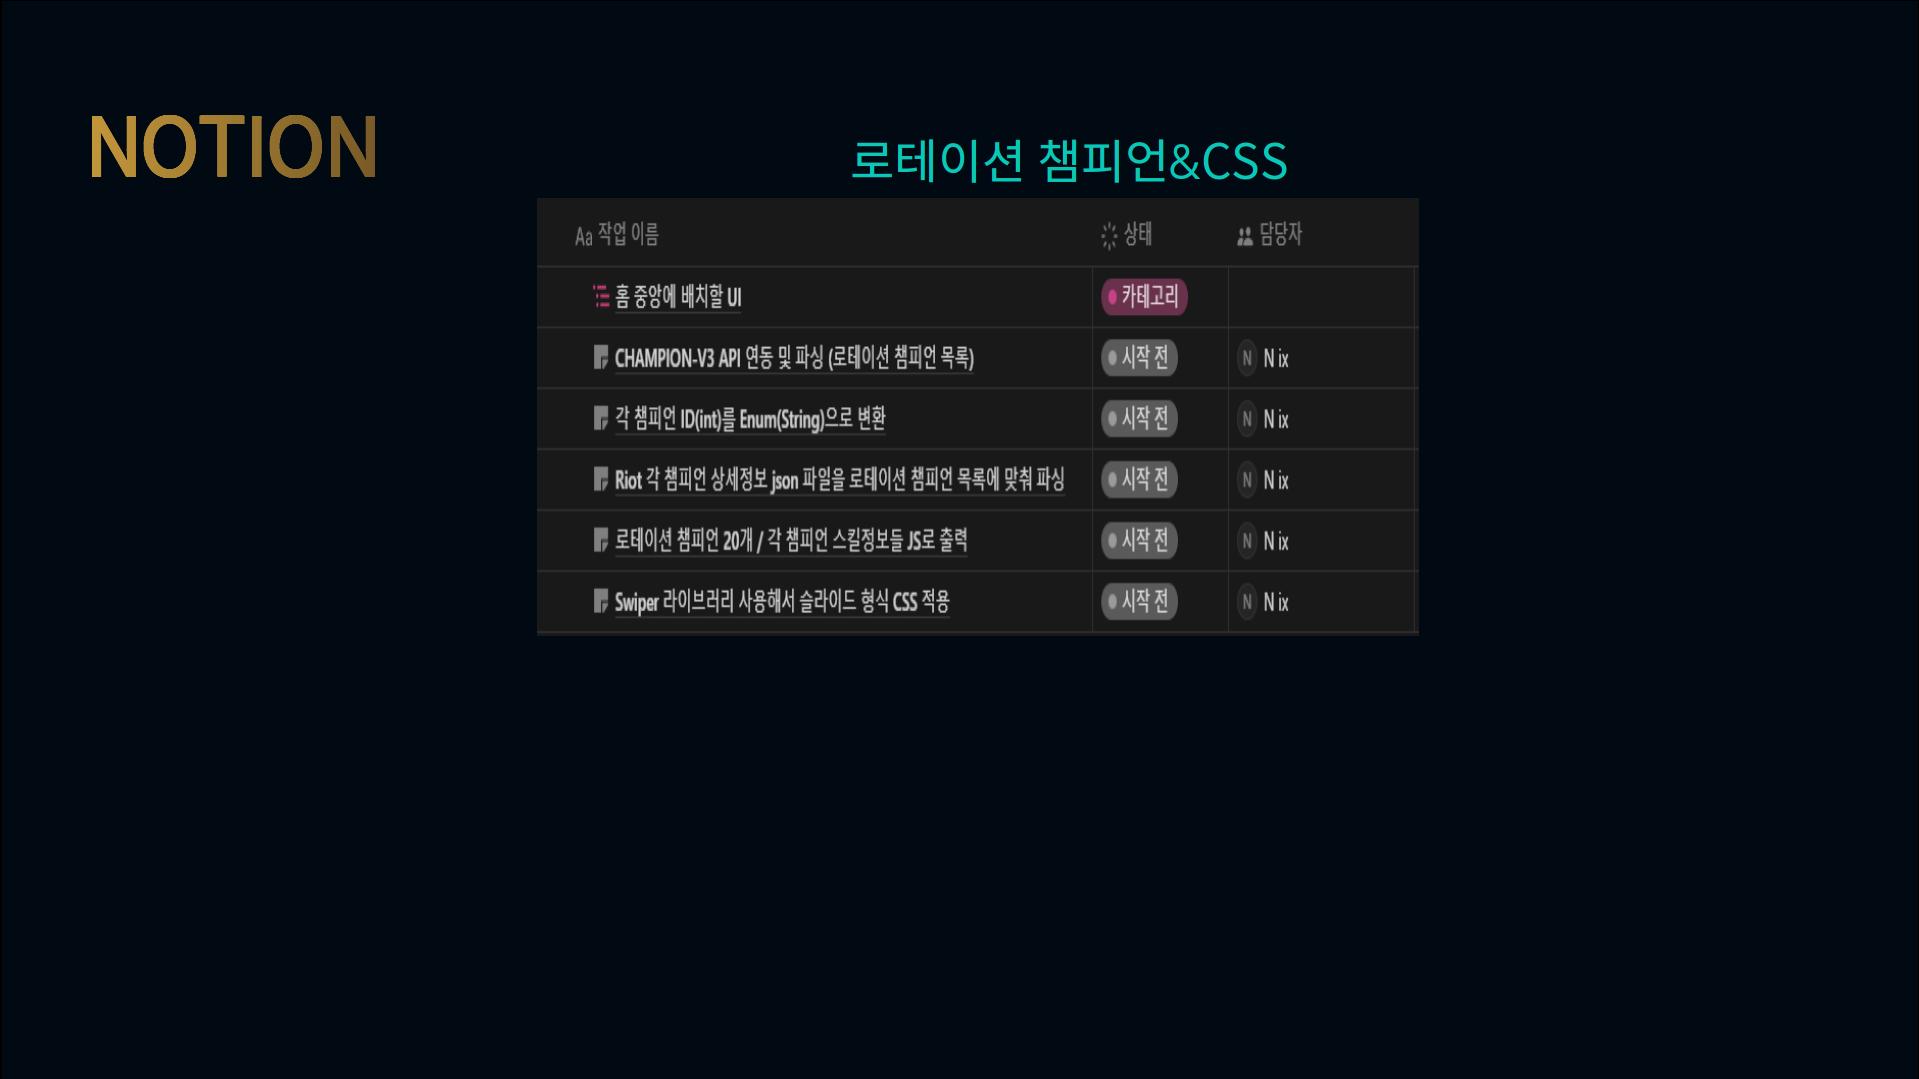 NOTION
로테이션 챔피언&CSS
Aa 작업 이름 상태 담당자
홈 중앙에 배치할 UI 카테고리
CHAMPION-V3 API 연동 및 파싱 (로테이션 챔피언 목록) 시작 전 N N ix
각 챔피언 ID(int)를 Enum(String)으로 변환 시작 전 N N ix
Riot 각 챔피언 상세정보 json 파일을 로테이션 챔피언 목록에 맞춰 파싱 시작 전 N N ix
로테이션 챔피언 20개 / 각 챔피언 스킬정보들 JS로 출력 시작 전 N N ix
Swiper 라이브러리 사용해서 슬라이드 형식 CSS 적용 시작 전 N N ix